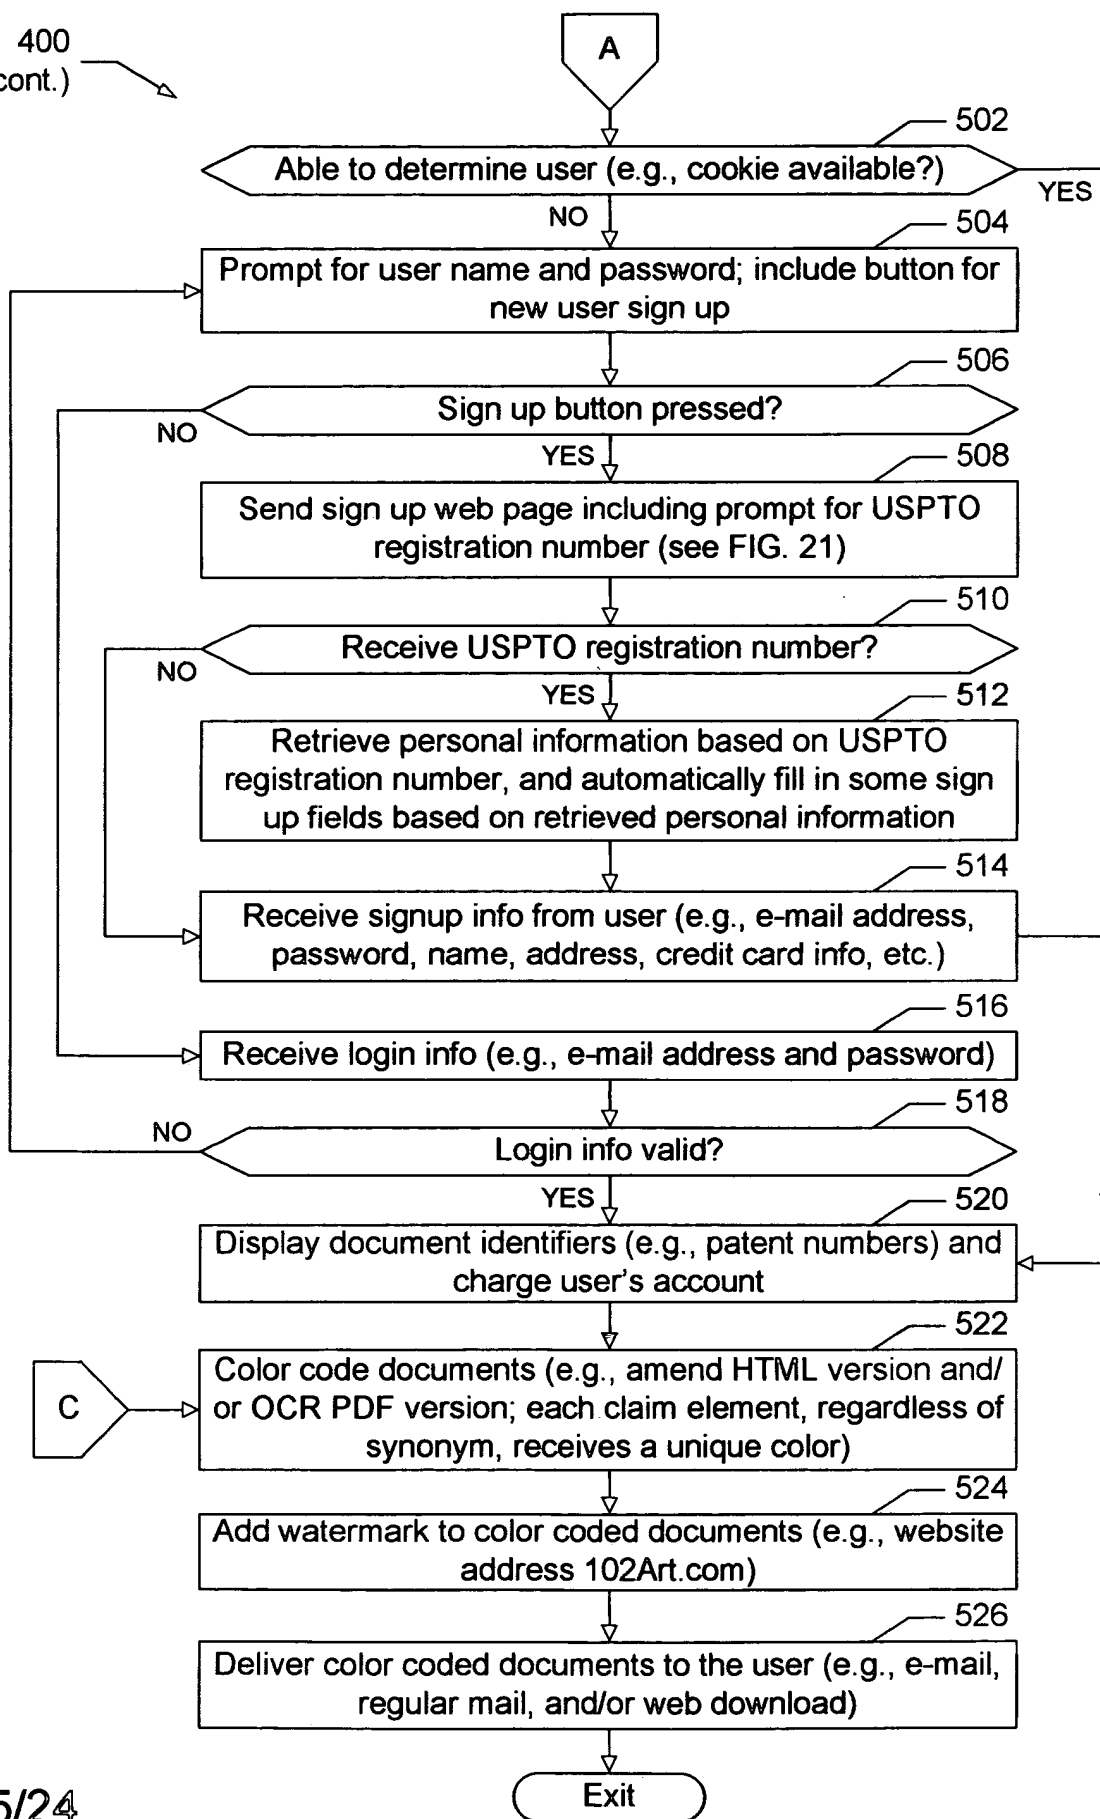 400
cont.)
A
502
Able to determine user (e.g., cookie available?)
YES
NO
504
Prompt for user name and password; include button for
new user sign up
506
Sign up button pressed?
NO
YES
508
Send sign up web page including prompt for USPTO
registration number (see FIG. 21)
510
Receive USPTO registration number?
NO
YES
512
Retrieve personal information based on USPTO
registration number, and automatically fill in some sign
up fields based on retrieved personal information
514
Receive signup info from user (e.g., e-mail address,
password, name, address, credit card info, etc.)
516
Receive login info (e.g., e-mail address and password)
518
NO
Login info valid?
YES
520
Display document identifiers (e.g., patent numbers) and
charge user's account
522
Color code documents (e.g., amend HTML version and/
or OCR PDF version; each claim element, regardless of
synonym, receives a unique color)
C
524
Add watermark to color coded documents (e.g., website
address 102Art.com)
526
Deliver color coded documents to the user (e.g., e-mail,
regular mail, and/or web download)
Exit
5/24